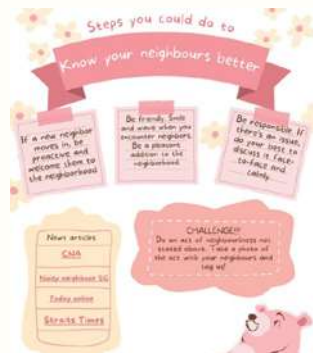 Steps you could do to
Know your neighbours better
If a new neighbor
moves in, be
proactive and
welcome them to
the neighborhood
Be friendly. Smile
and wave when you
encounter neighbors.
Be a pleasant
addition to the
neighborhood.
Be responsible. If
there's an issue,
do your best to
discuss it face-
to-face and
calmly.
News articles
CNA
Nasty neighbour SG
Today online
Straits Times
CHALLENGE!!!
Do an act of neighbourliness not
stated above. Take a photo of
the act with your neighbours and
tag us!